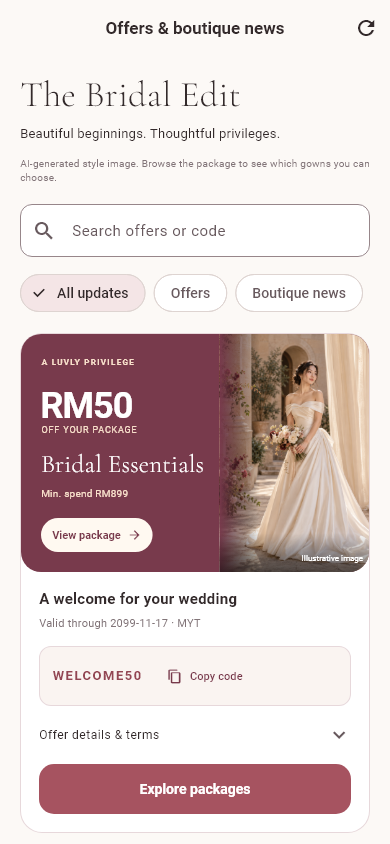 Offers & boutique news
The Bridal Edit
Beautiful beginnings. Thoughtful privileges.
AI-generated style image. Browse the package to see which gowns you can
choose.
Search offers or code
All updates
Offers
Boutique news
A LUVLY PRIVILEGE
RM50
OFF YOUR PACKAGE
Bridal Essentials
Min. spend RM899
View package
Illustrative image
A welcome for your wedding
Valid through 2099-11-17 · MYT
WELCOME50
Copy code
Offer details & terms
Explore packages